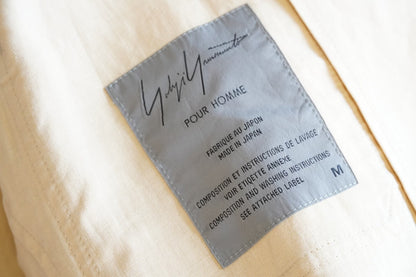 Yohji Yamamoto
POUR HOMME
FABRIQUE AU JAPON
MADE IN JAPAN
COMPOSITION ET INSTRUCTIONS DE LAVAGE
VOIR ETIQETTE ANNEXE
COMPOSITION AND WASHING INSTRUCTIONS
SEE ATTACHED LABEL
M